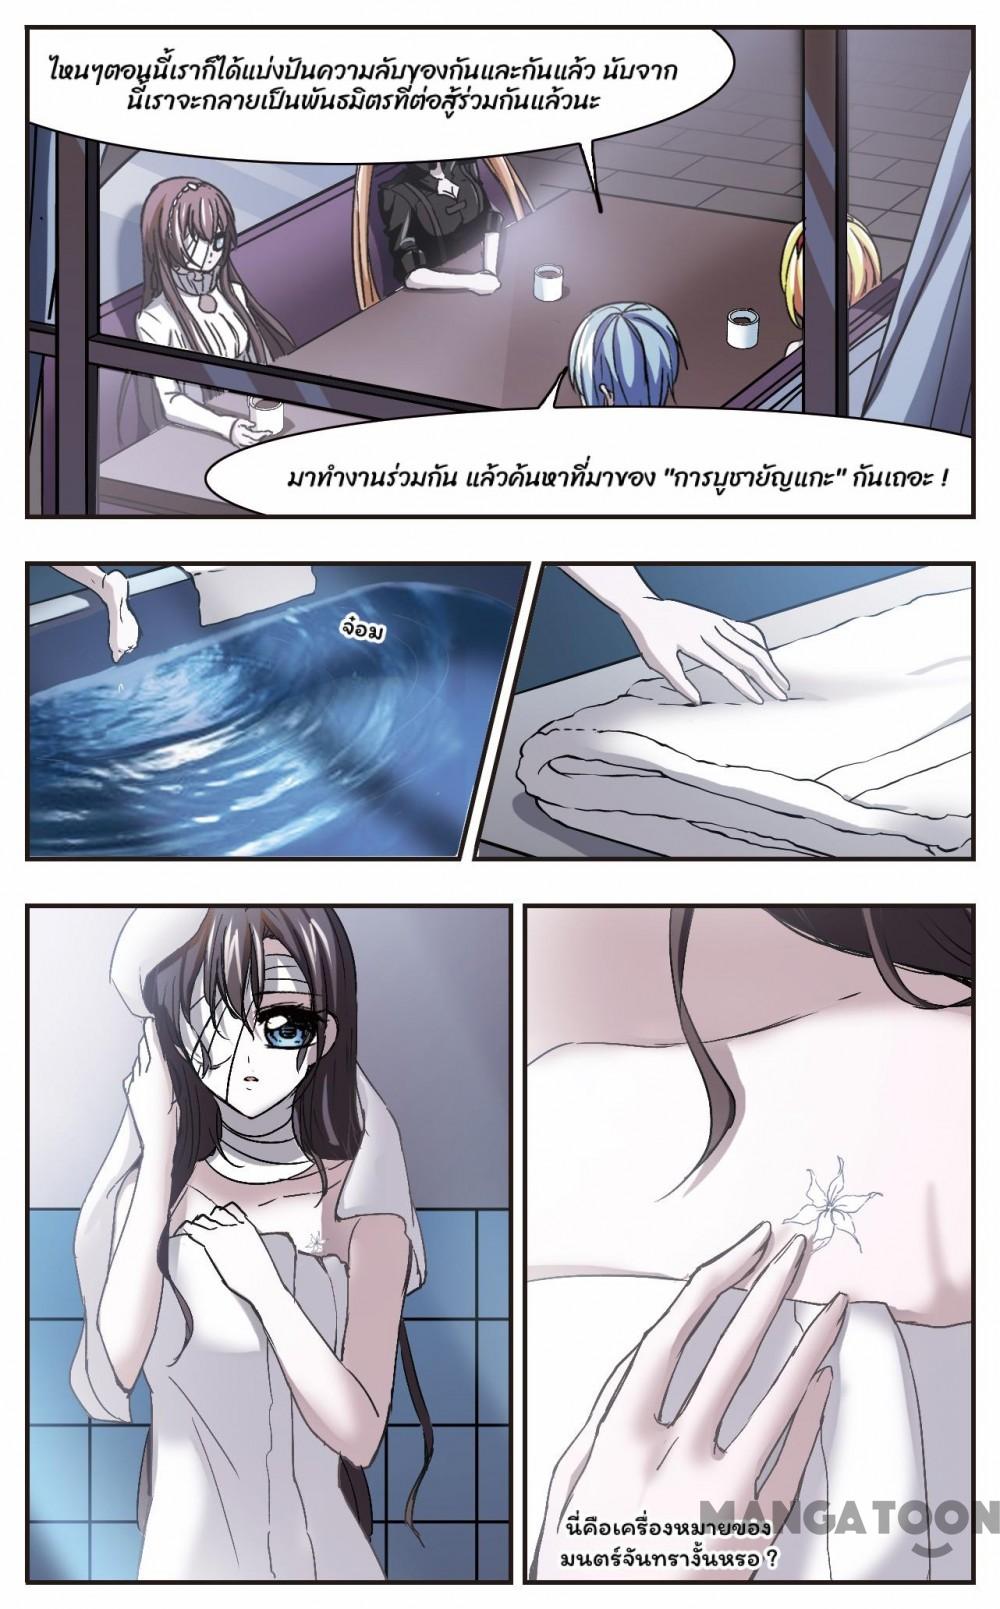 ไหนๆตอนนี้เราก็ได้แบ่งปันความลับของกันและกันแล้ว นับจาก
นี้เราจะกลายเป็นพันธมิตรที่ต่อสู้ร่วมกันแล้วนะ
มาทำงานร่วมกัน แล้วค้นหาที่มาของ "การบูชายัญแกะ" กันเถอะ !
จ๋อม
นี่คือเครื่องหมายของ
มนตร์จันทรางั้นหรอ ?
MANGATOON